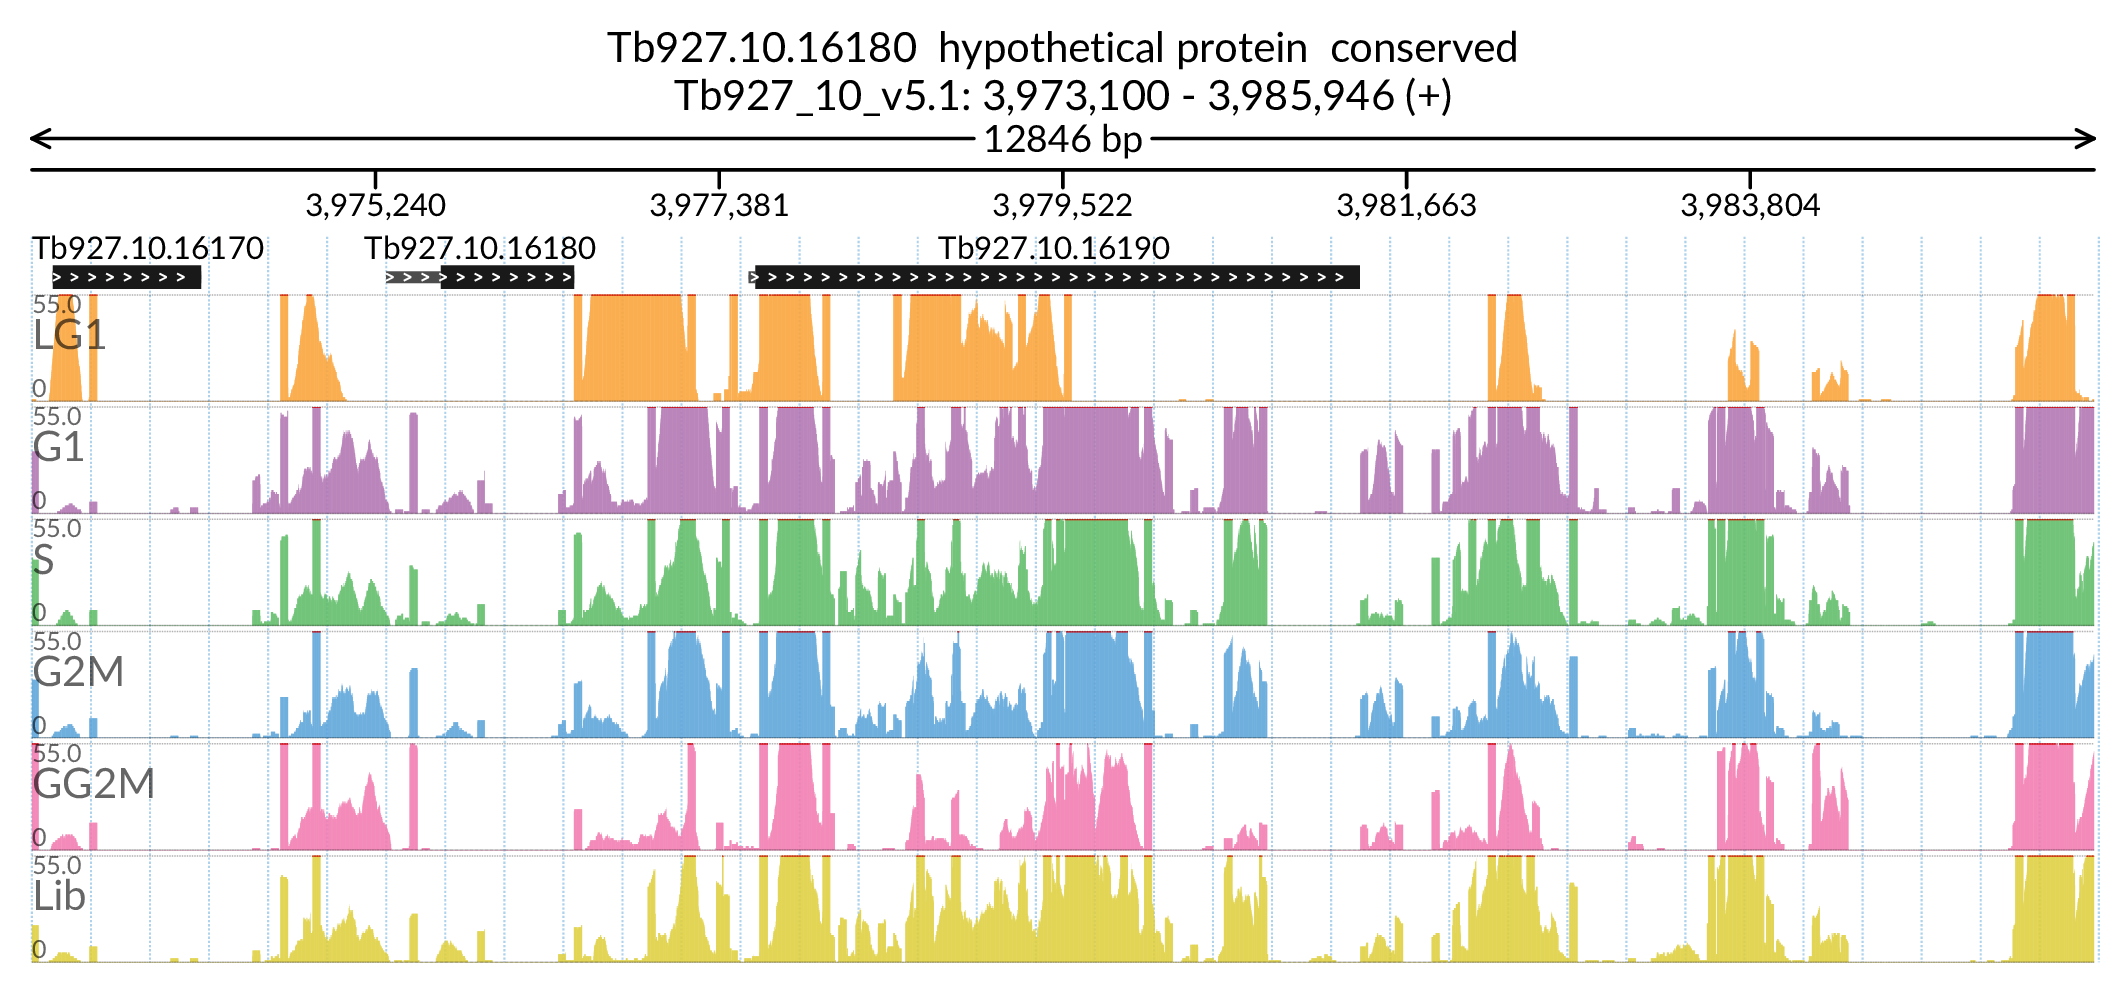 Tb927.10.16180 hypothetical protein conserved
Tb927_10_v5.1: 3,973,100 - 3,985,946 (+)
12846 bp
3,975,240 3,977,381 3,979,522 3,981,663 3,983,804
Tb927.10.16170 Tb927.10.16180 Tb927.10.16190
55.0
LG1
0
55.0
G1
0
55.0
S
0
55.0
G2M
0
55.0
GG2M
0
55.0
Lib
0